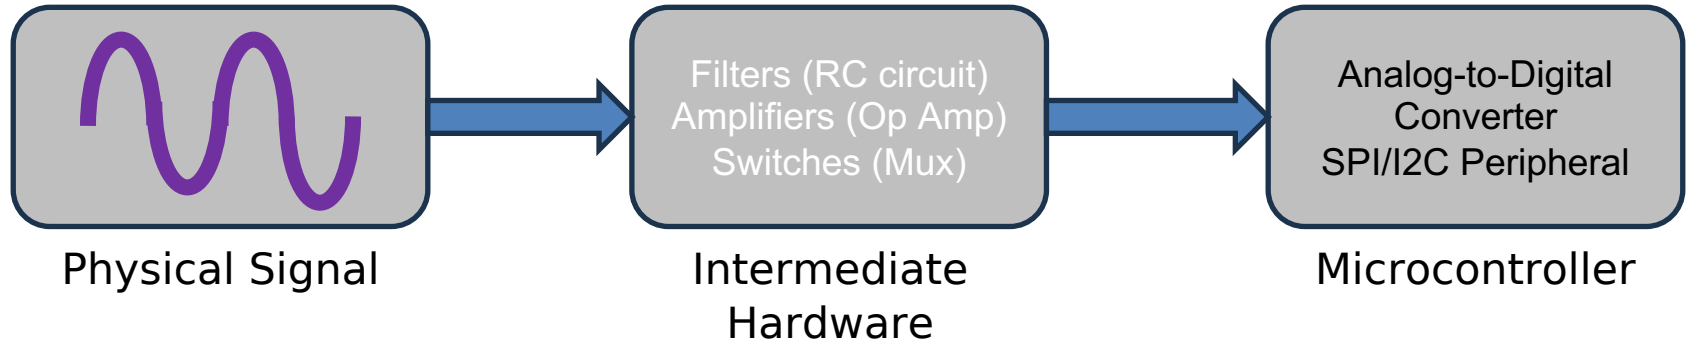 Filters (RC circuit)
Amplifiers (Op Amp)
Switches (Mux)
Analog-to-Digital
Converter
SPI/I2C Peripheral
Physical Signal
Intermediate
Hardware
Microcontroller